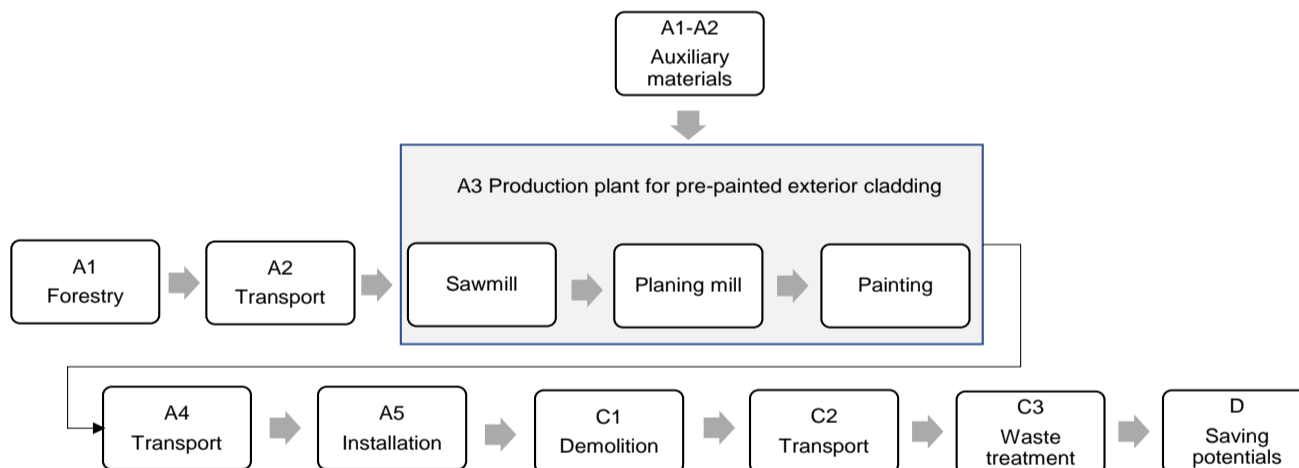 A1-A2
Auxiliary
materials
A3 Production plant for pre-painted exterior cladding
A1
Forestry
A2
Transport
Sawmill
Planing mill
Painting
A4
Transport
A5
Installation
C1
Demolition
C2
Transport
C3
Waste
treatment
D
Saving
potentials